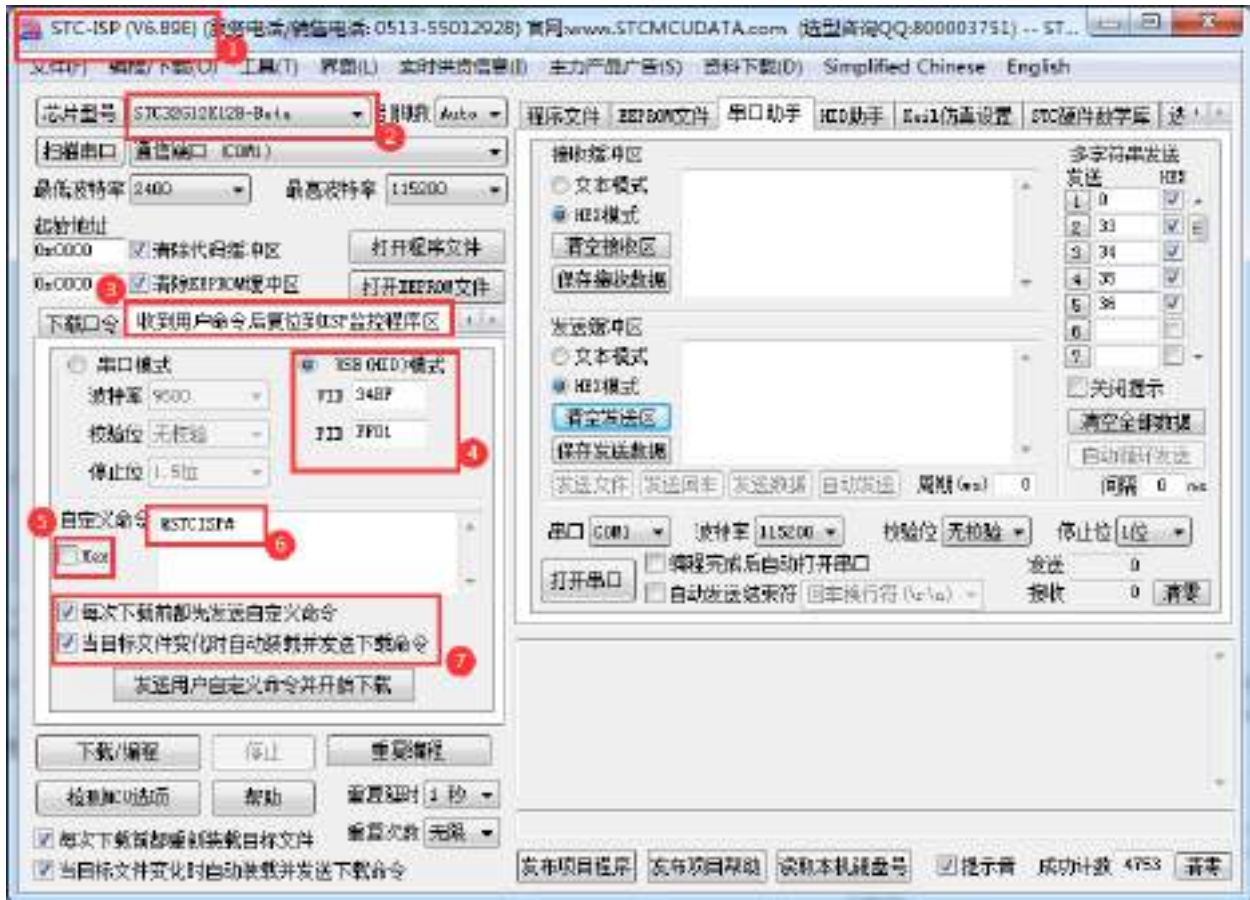 STC-ISP (V6.89E) (服务电话/销售电话: 0513-55012928) 官网:www.STCMCUDATA.com (选型咨询QQ:800003751) -- ST...
1
文件(F) 编程/下载(O) 工具(T) 界面(L) 实时供货信息(I) 主力产品广告(S) 资料下载(D) Simplified Chinese English
芯片型号 STC32G12K128-Beta Auto
2
扫描串口 通信端口 (COM1)
最低波特率 2400 最高波特率 115200
起始地址
0x0000 清除代码缓冲区 打开程序文件
0x0000 清除EEPROM缓冲区 打开EEPROM文件
3
下载口令 收到用户命令后复位到ISP监控程序区
串口模式 USB(HID)模式
波特率 9600 VID 34BF
校验位 无校验 PID FF01
4
停止位 1.5位
5
自定义命令 @STCISP#
6
Hex
每次下载前都先发送自定义命令
当目标文件变化时自动装载并发送下载命令
7
发送用户自定义命令并开始下载
下载/编程 停止 重复编程
检测MCU选项 帮助 重复延时 1 秒
每次下载前都重新装载目标文件 重复次数 无限
当目标文件变化时自动装载并发送下载命令
程序文件 EEPROM文件 串口助手 HID助手 Keil仿真设置 STC硬件数学库 选
接收缓冲区
文本模式
HEX模式
清空接收区
保存接收数据
发送缓冲区
文本模式
HEX模式
清空发送区
保存发送数据
多字符串发送
发送 HEX
1 0
2 33
3 34
4 35
5 36
6
7
关闭提示
清空全部数据
自动循环发送
间隔 0 ms
发送文件 发送回车 发送数据 自动发送 周期(ms) 0
串口 COM1 波特率 115200 校验位 无校验 停止位 1位
打开串口 编程完成后自动打开串口 发送 0
自动发送结束符 回车换行符(\r\n) 接收 0 清零
发布项目程序 发布项目帮助 读取本机硬盘号 提示音 成功计数 4753 清零